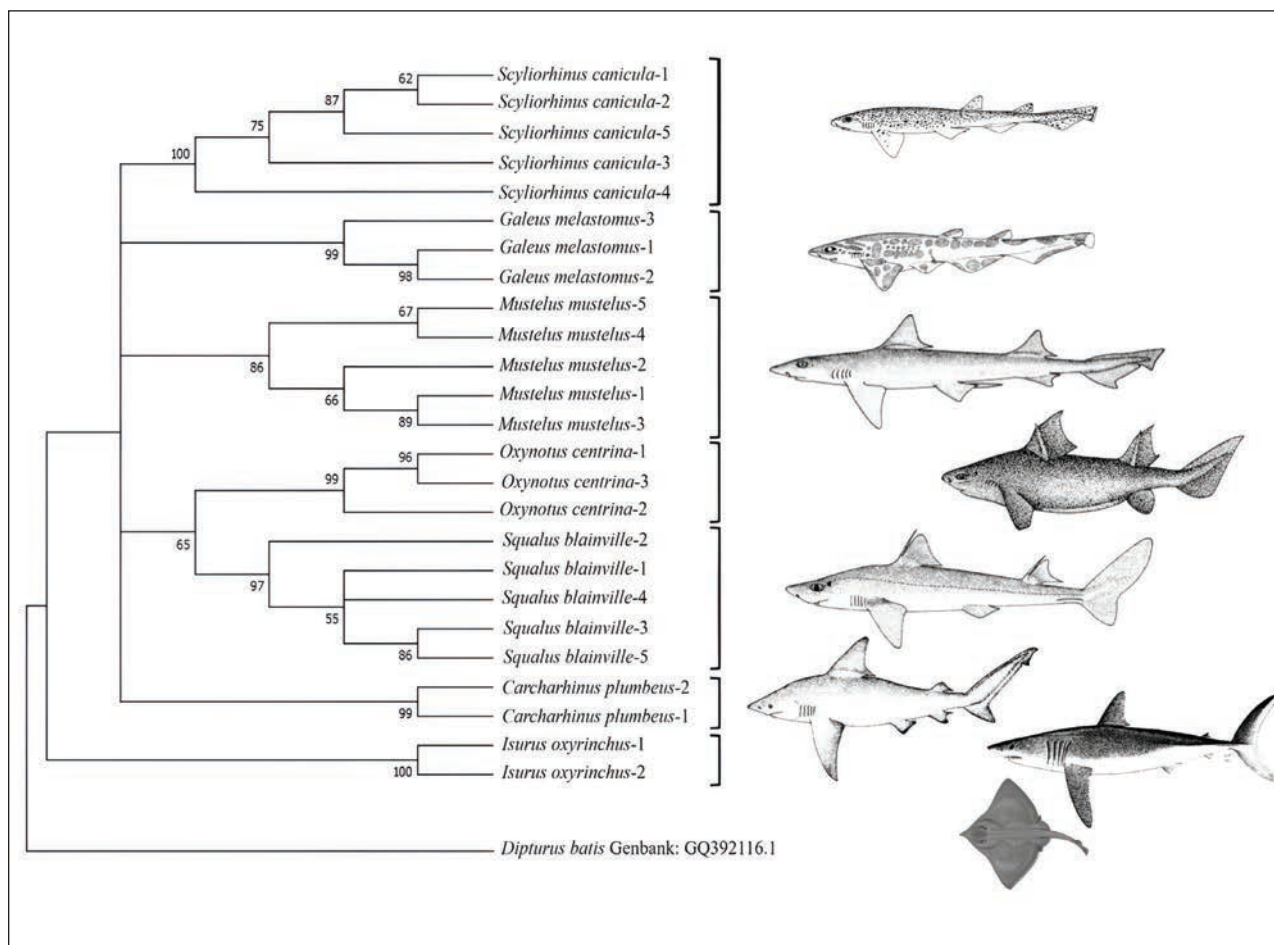 62
Scyliorhinus canicula-1
87
Scyliorhinus canicula-2
75
Scyliorhinus canicula-5
100
Scyliorhinus canicula-3
Scyliorhinus canicula-4
Galeus melastomus-3
99
Galeus melastomus-1
98
Galeus melastomus-2
67
Mustelus mustelus-5
Mustelus mustelus-4
86
Mustelus mustelus-2
66
Mustelus mustelus-1
89
Mustelus mustelus-3
96
Oxynotus centrina-1
99
Oxynotus centrina-3
Oxynotus centrina-2
65
Squalus blainville-2
97
Squalus blainville-1
55
Squalus blainville-4
Squalus blainville-3
86
Squalus blainville-5
Carcharhinus plumbeus-2
99
Carcharhinus plumbeus-1
Isurus oxyrinchus-1
100
Isurus oxyrinchus-2
Dipturus batis Genbank: GQ392116.1